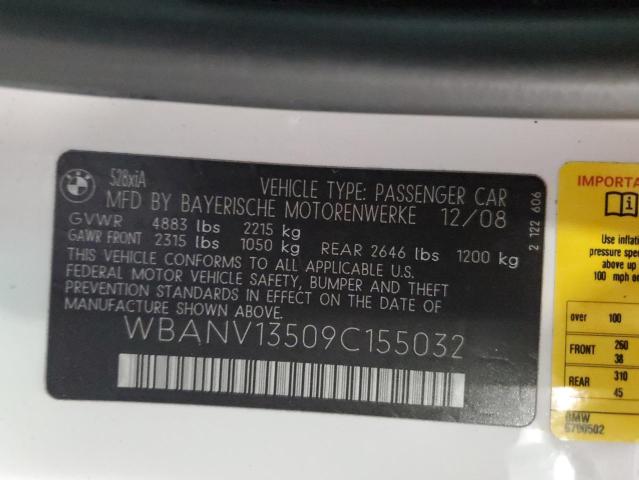 BMW
528xiA
VEHICLE TYPE: PASSENGER CAR
MFD BY BAYERISCHE MOTORENWERKE 12/08
GVWR 4883 lbs 2215 kg
GAWR FRONT 2315 lbs 1050 kg REAR 2646 lbs 1200 kg
THIS VEHICLE CONFORMS TO ALL APPLICABLE U.S.
FEDERAL MOTOR VEHICLE SAFETY, BUMPER AND THEFT
PREVENTION STANDARDS IN EFFECT ON THE DATE OF
MANUFACTURE SHOWN ABOVE.
WBANV13509C155032
2 122 606
IMPORTA
Use inflat
pressure spe
above up
100 mph o
over 100
FRONT 260
38
REAR 310
45
BMW
6790502